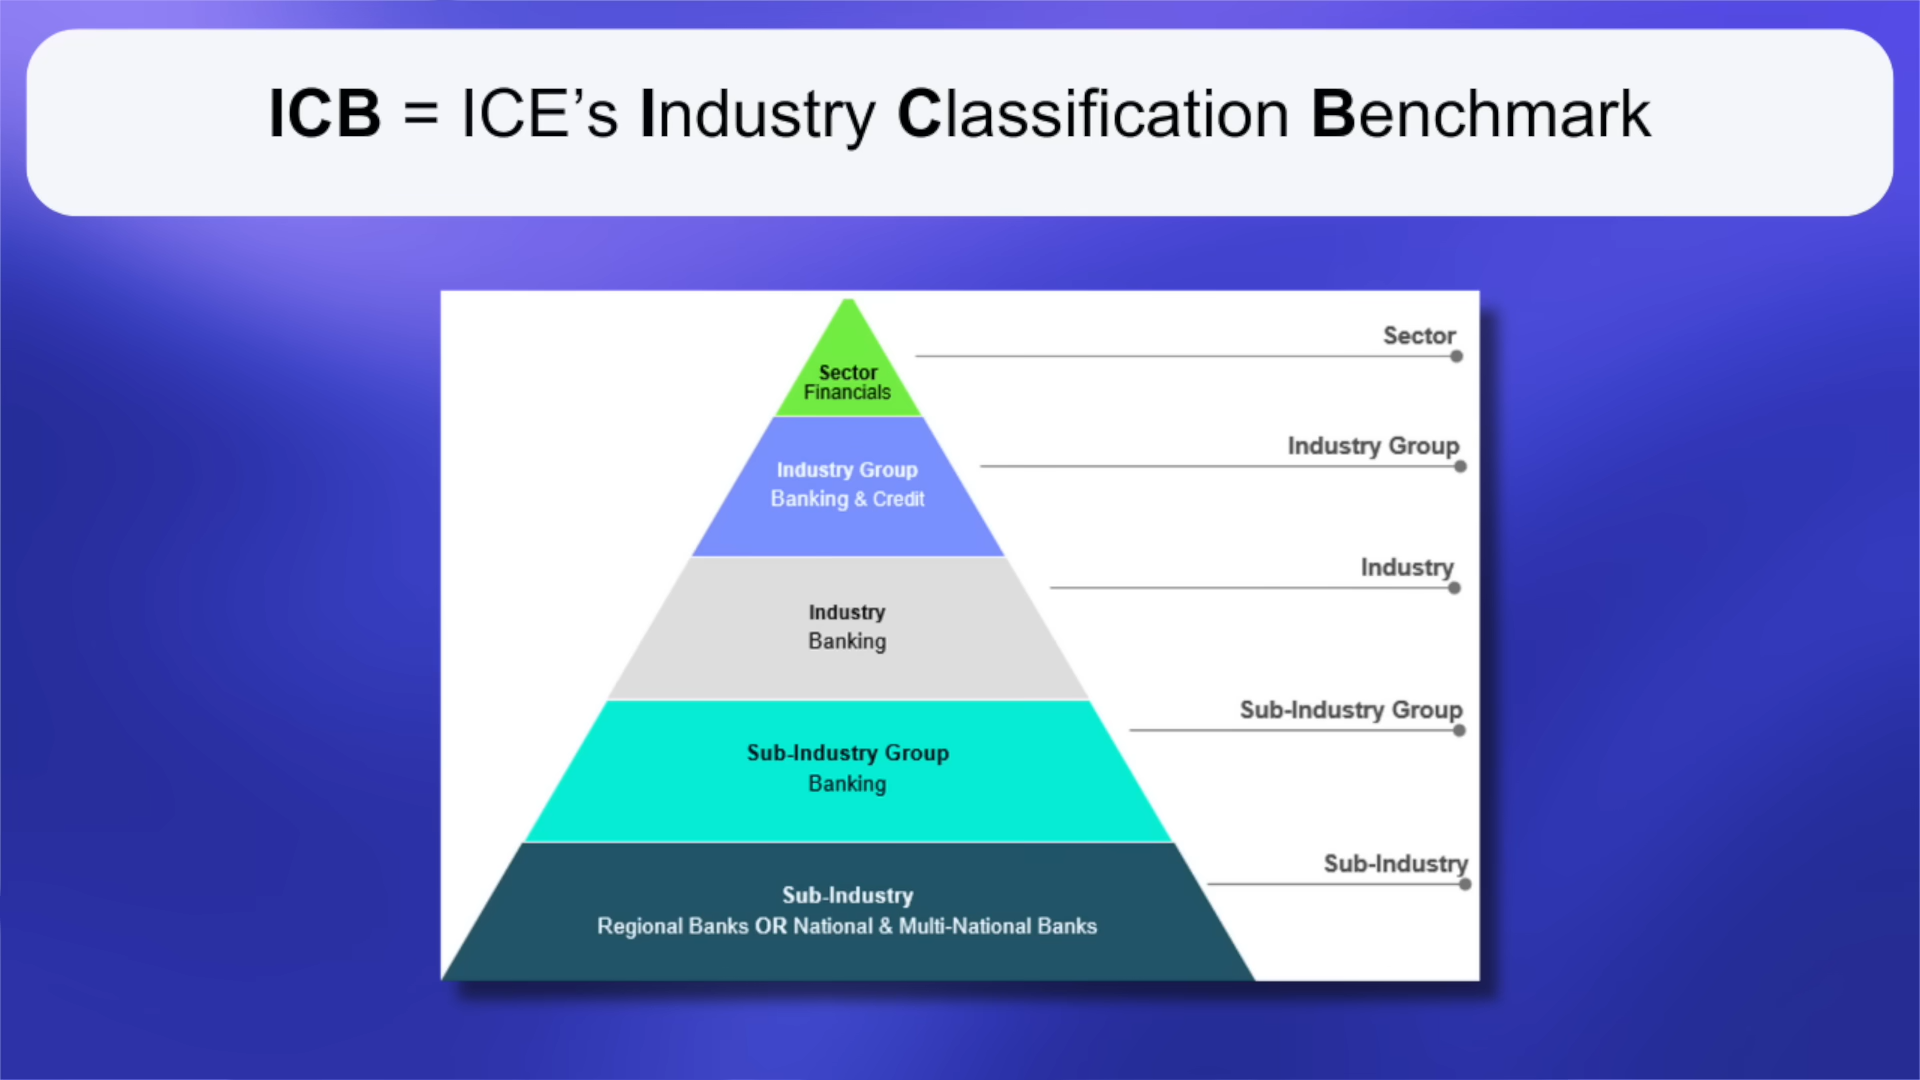 ICB = ICE’s Industry Classification Benchmark
Sector
Financials
Sector
Industry Group
Banking & Credit
Industry Group
Industry
Banking
Industry
Sub-Industry Group
Banking
Sub-Industry Group
Sub-Industry
Regional Banks OR National & Multi-National Banks
Sub-Industry